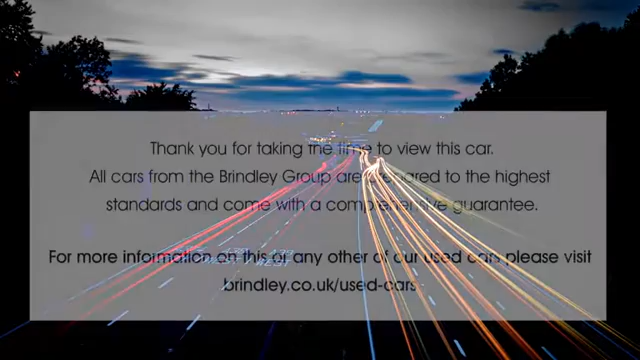 Thank you for taking the time to view this car.
All cars from the Brindley Group are prepared to the highest
standards and come with a comprehensive guarantee.
For more information on this or any other of our used cars please visit
brindley.co.uk/used-cars